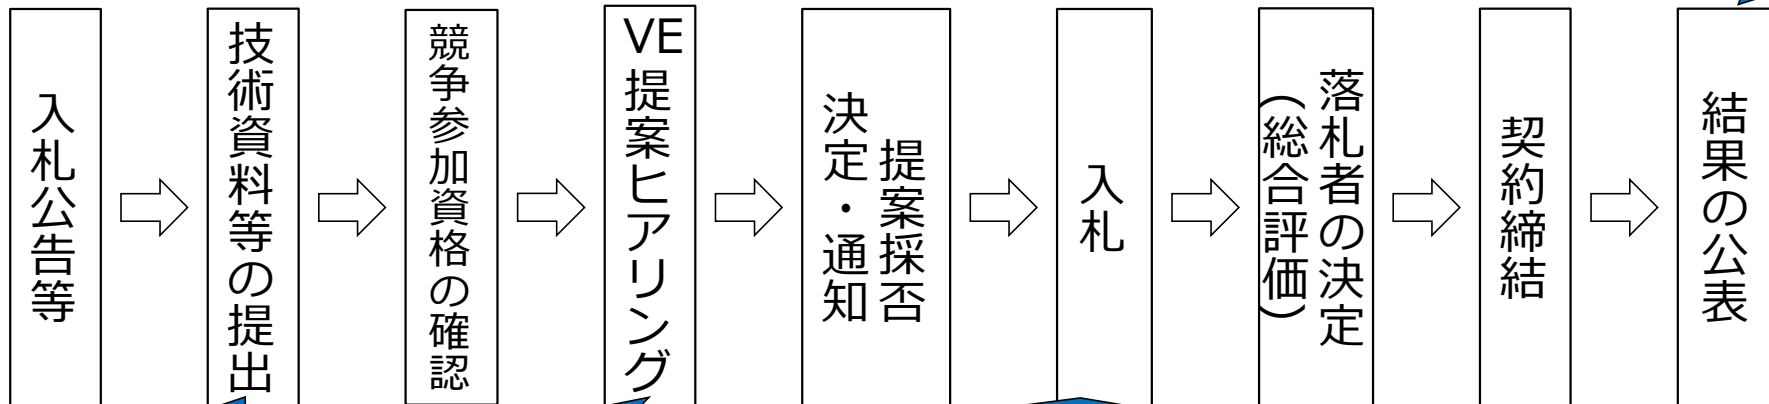 入札公告等
技術資料等の提出
競争参加資格の確認
VE提案ヒアリング
提案採否
決定・通知
入札
落札者の決定
（総合評価）
契約締結
結果の公表